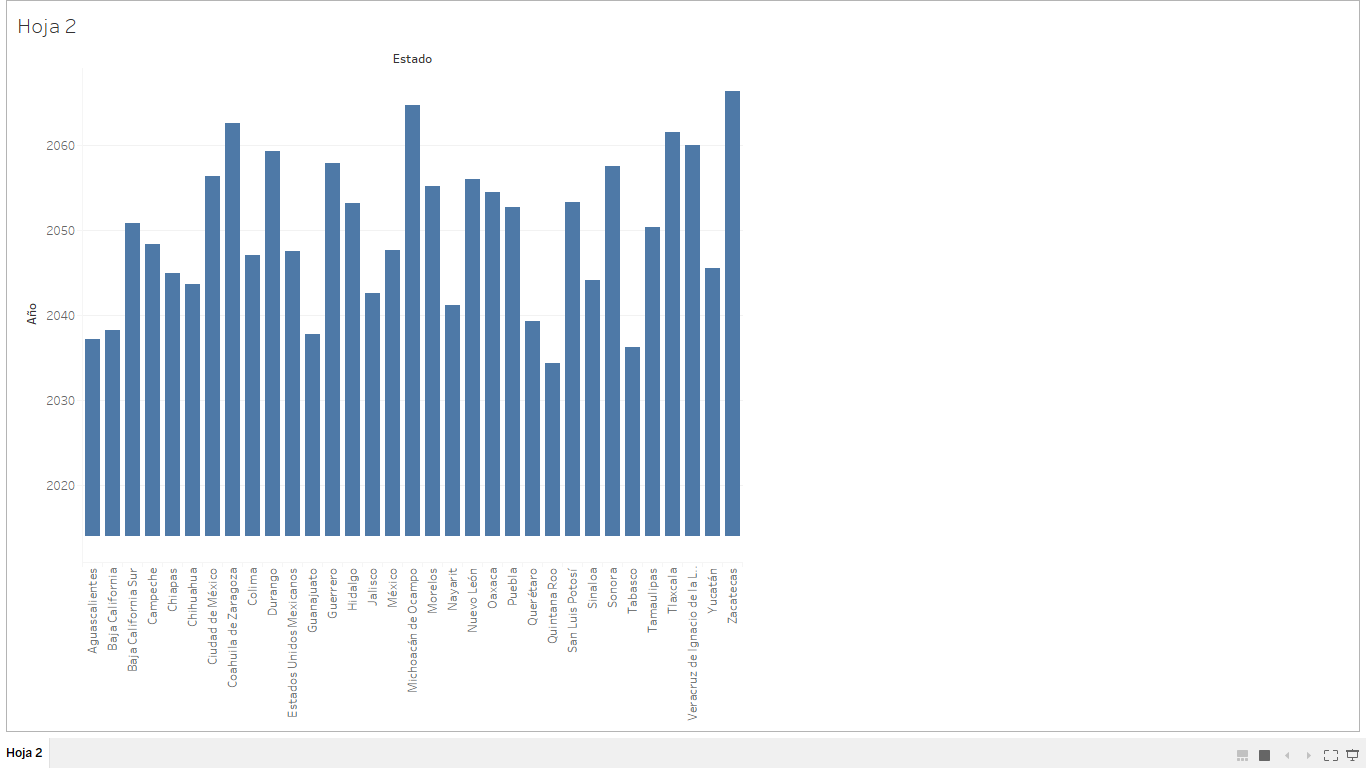 Hoja 2
Estado
Año
2060
2050
2040
2030
2020
Aguascalientes
Baja California
Baja California Sur
Campeche
Chiapas
Chihuahua
Ciudad de México
Coahuila de Zaragoza
Colima
Durango
Estados Unidos Mexicanos
Guanajuato
Guerrero
Hidalgo
Jalisco
México
Michoacán de Ocampo
Morelos
Nayarit
Nuevo León
Oaxaca
Puebla
Querétaro
Quintana Roo
San Luis Potosí
Sinaloa
Sonora
Tabasco
Tamaulipas
Tlaxcala
Veracruz de Ignacio de la L..
Yucatán
Zacatecas
Hoja 2